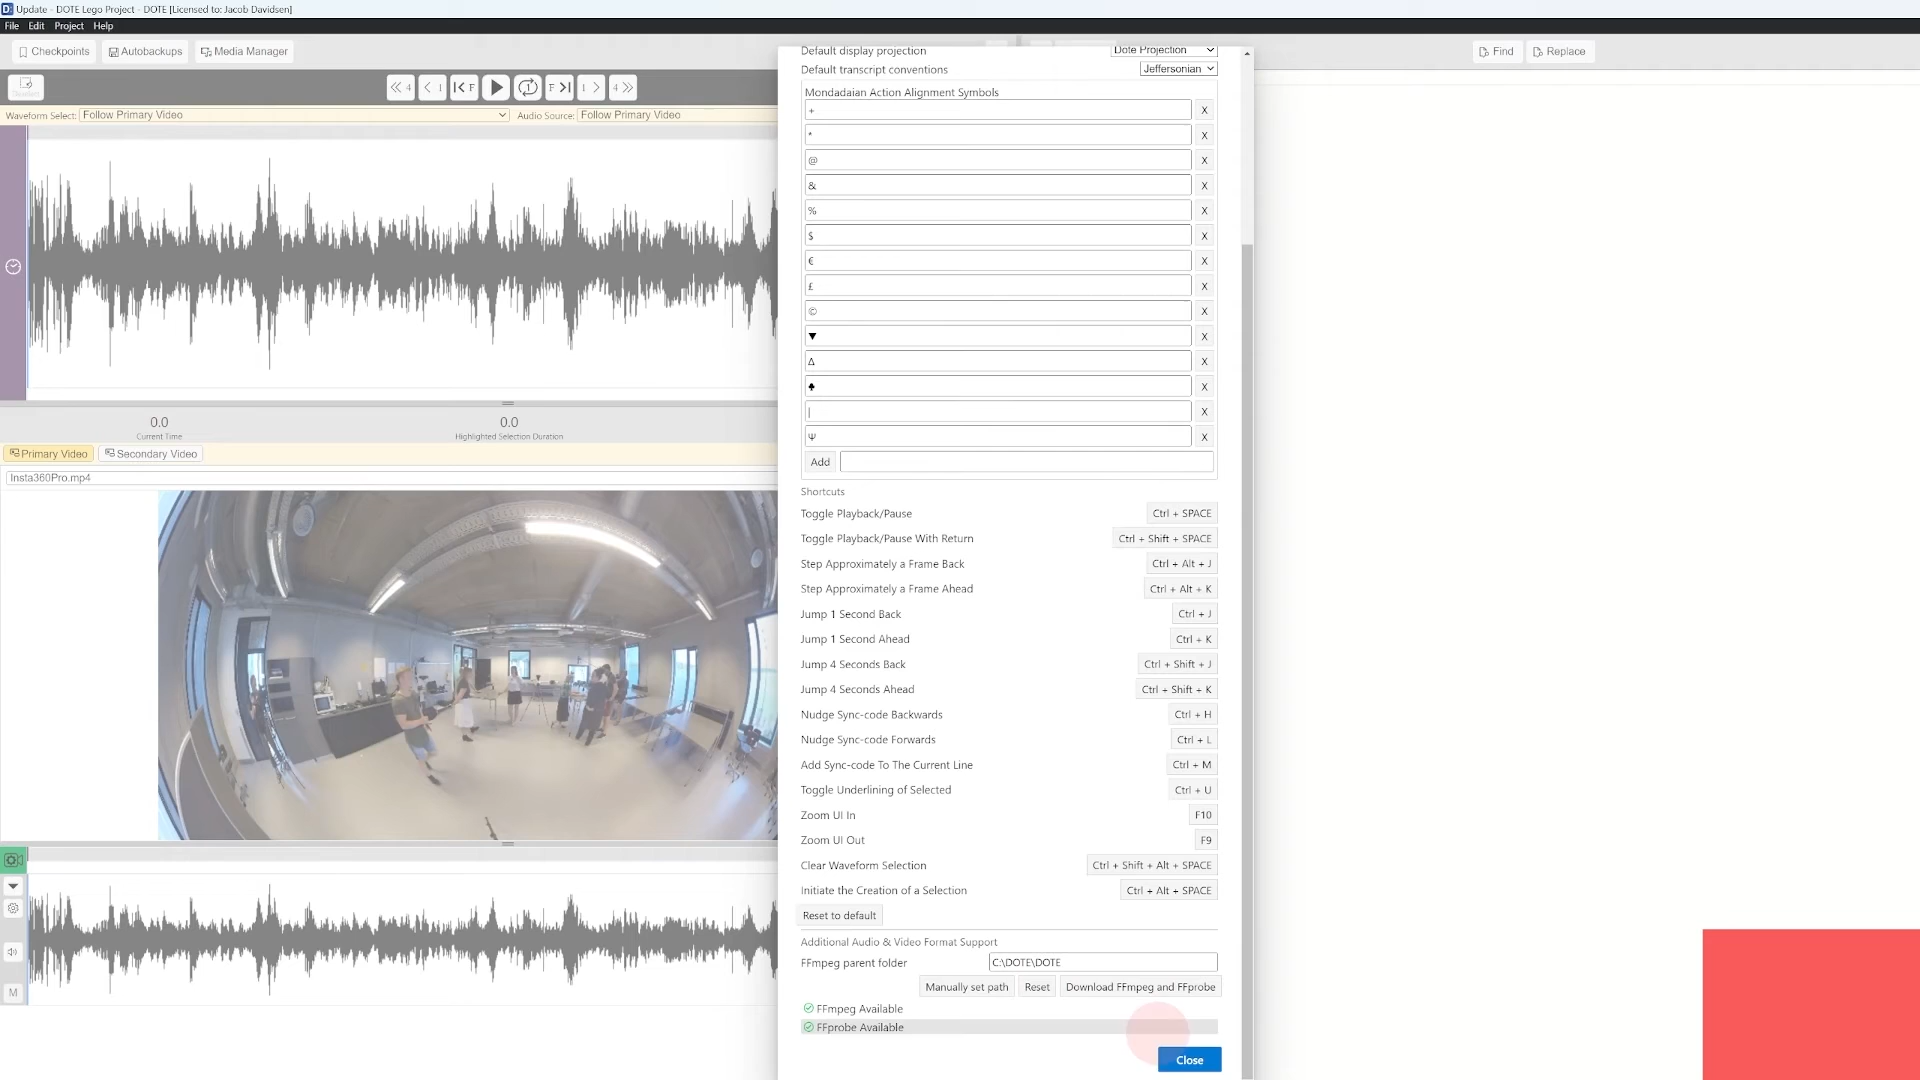 Update - DOTE Lego Project - DOTE [Licensed to: Jacob Davidsen]
File Edit Project Help
Checkpoints Autobackups Media Manager
Find Replace
<< 4 < 1 F 1 F 1 > 4 >>
Waveform Select: Follow Primary Video Audio Source: Follow Primary Video
0.0 0.0
Current Time Highlighted Selection Duration
Primary Video Secondary Video
Insta360Pro.mp4
M
Default display projection Dote Projection
Default transcript conventions Jeffersonian
Mondadaian Action Alignment Symbols
+ X
* X
@ X
& X
% X
$ X
€ X
£ X
© X
▼ X
Δ X
♣ X
| X
Ψ X
Add
Shortcuts
Toggle Playback/Pause Ctrl + SPACE
Toggle Playback/Pause With Return Ctrl + Shift + SPACE
Step Approximately a Frame Back Ctrl + Alt + J
Step Approximately a Frame Ahead Ctrl + Alt + K
Jump 1 Second Back Ctrl + J
Jump 1 Second Ahead Ctrl + K
Jump 4 Seconds Back Ctrl + Shift + J
Jump 4 Seconds Ahead Ctrl + Shift + K
Nudge Sync-code Backwards Ctrl + H
Nudge Sync-code Forwards Ctrl + L
Add Sync-code To The Current Line Ctrl + M
Toggle Underlining of Selected Ctrl + U
Zoom UI In F10
Zoom UI Out F9
Clear Waveform Selection Ctrl + Shift + Alt + SPACE
Initiate the Creation of a Selection Ctrl + Alt + SPACE
Reset to default
Additional Audio & Video Format Support
FFmpeg parent folder C:\DOTE\DOTE
Manually set path Reset Download FFmpeg and FFprobe
FFmpeg Available
FFprobe Available
Close